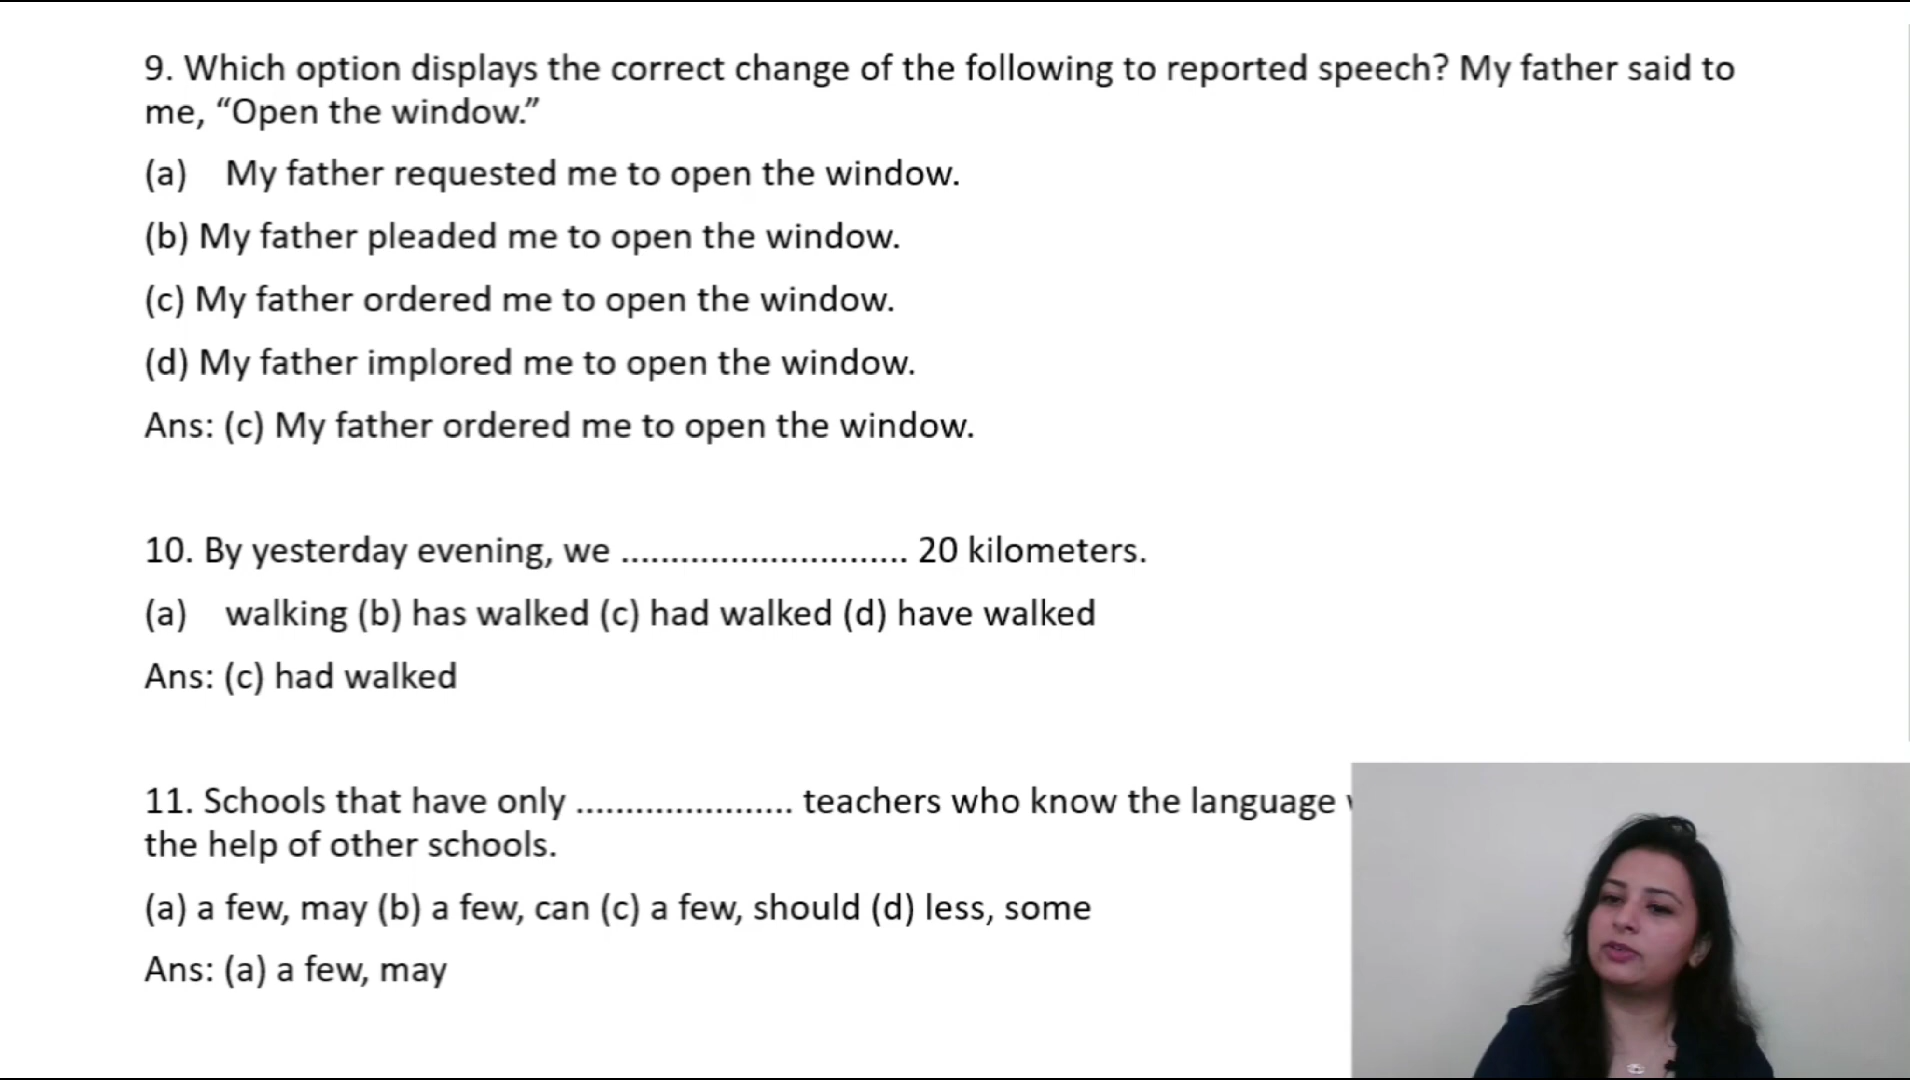 9. Which option displays the correct change of the following to reported speech? My father said to
me, “Open the window.”
(a) My father requested me to open the window.
(b) My father pleaded me to open the window.
(c) My father ordered me to open the window.
(d) My father implored me to open the window.
Ans: (c) My father ordered me to open the window.
10. By yesterday evening, we ............................. 20 kilometers.
(a) walking (b) has walked (c) had walked (d) have walked
Ans: (c) had walked
11. Schools that have only ...................... teachers who know the language
the help of other schools.
(a) a few, may (b) a few, can (c) a few, should (d) less, some
Ans: (a) a few, may